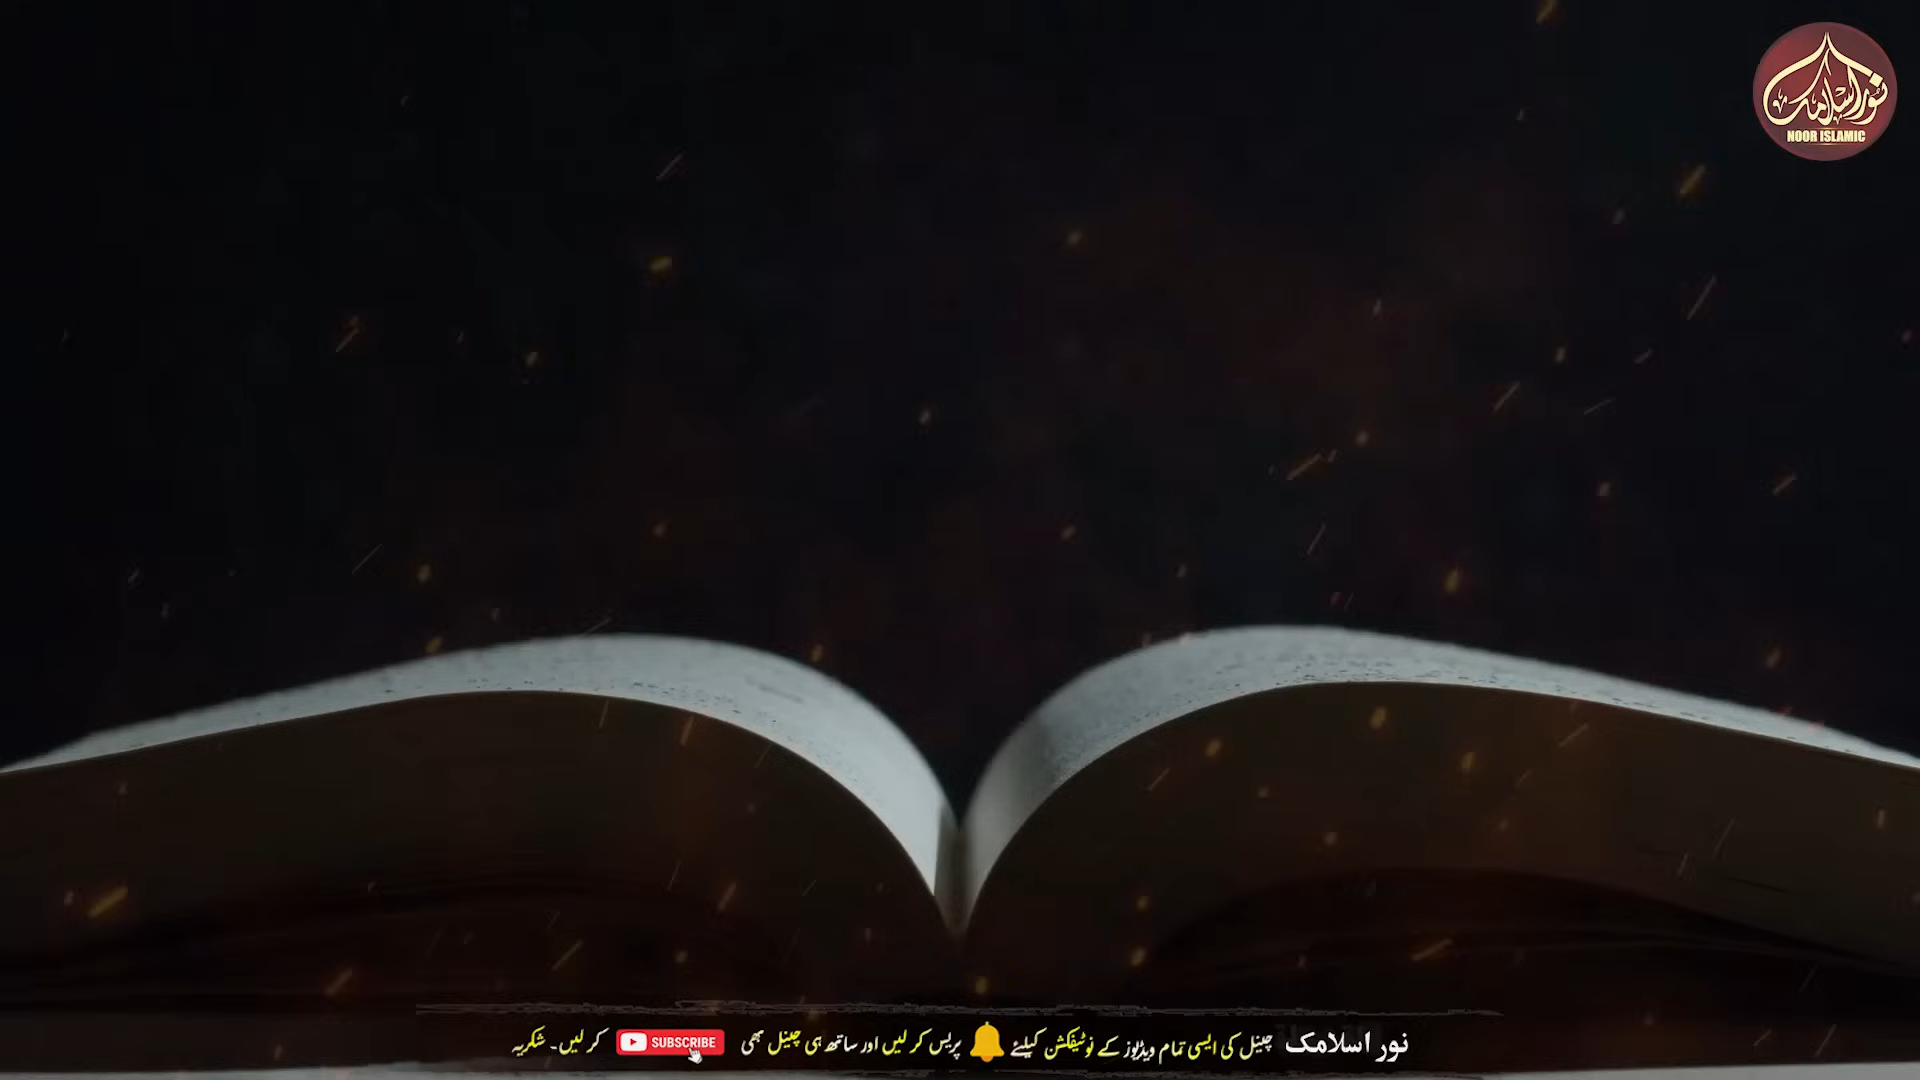 نور اسلامک
NOOR ISLAMIC
نور اسلامک چینل کی ایسی تمام ویڈیوز کے نوٹیفکشن کیلئے پریس کر لیں اور ساتھ ہی چینل بھی SUBSCRIBE کر لیں۔ شکریہ